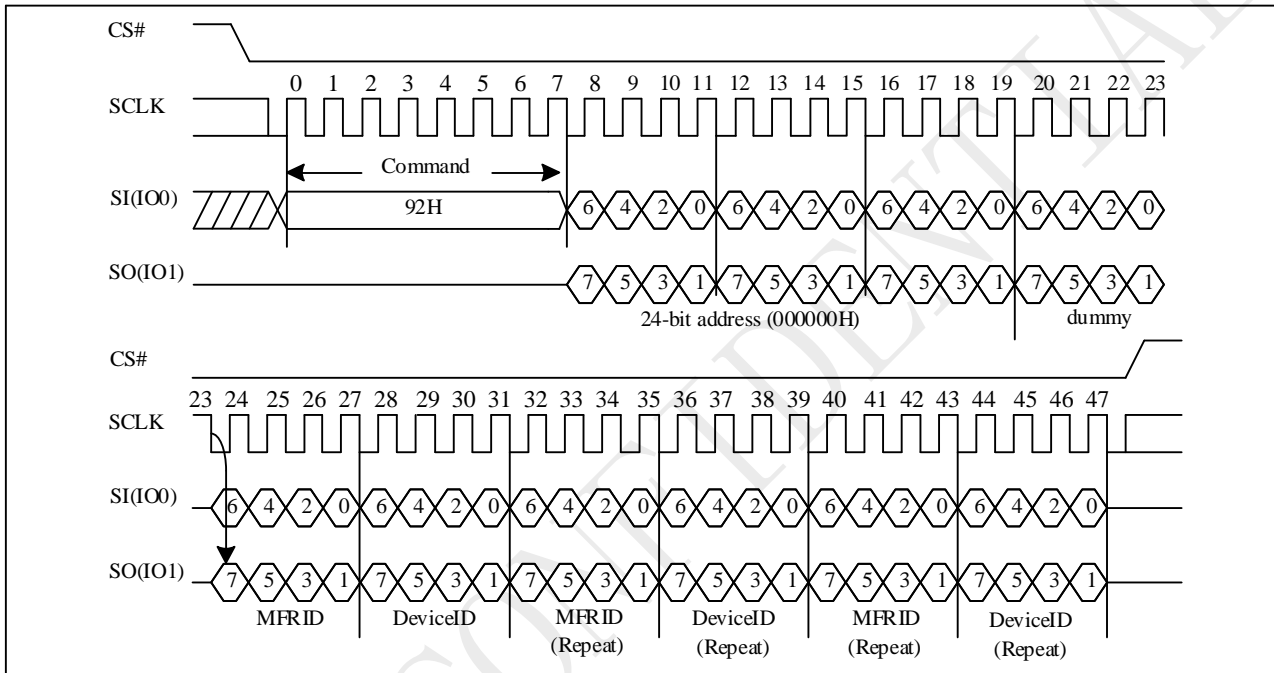 CS#
0 1 2 3 4 5 6 7 8 9 10 11 12 13 14 15 16 17 18 19 20 21 22 23
SCLK
Command
SI(IO0) 92H 6 4 2 0 6 4 2 0 6 4 2 0 6 4 2 0
SO(IO1) 7 5 3 1 7 5 3 1 7 5 3 1 7 5 3 1
24-bit address (000000H) dummy
CS#
23 24 25 26 27 28 29 30 31 32 33 34 35 36 37 38 39 40 41 42 43 44 45 46 47
SCLK
SI(IO0) 6 4 2 0 6 4 2 0 6 4 2 0 6 4 2 0 6 4 2 0 6 4 2 0
SO(IO1) 7 5 3 1 7 5 3 1 7 5 3 1 7 5 3 1 7 5 3 1 7 5 3 1
MFRID DeviceID MFRID DeviceID MFRID DeviceID
(Repeat) (Repeat) (Repeat) (Repeat)
CONFIDENTIAL